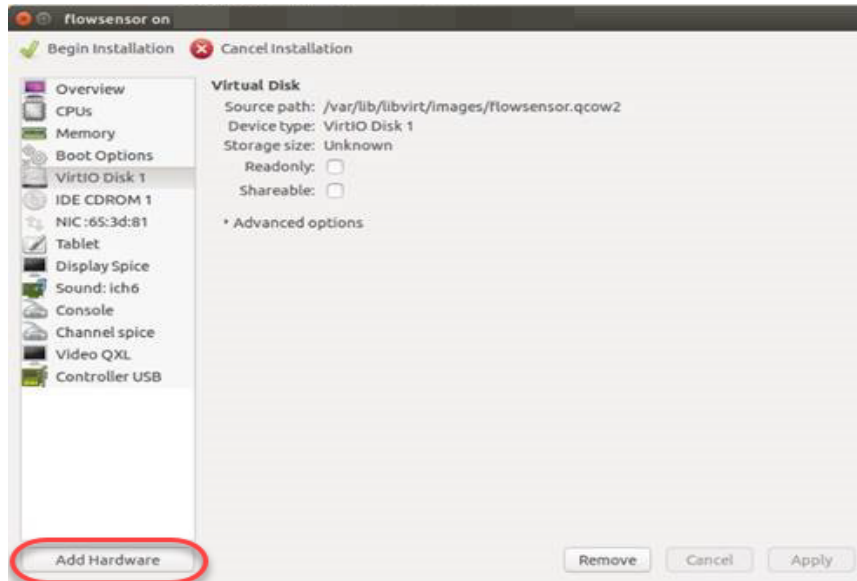 flowsensor on
Begin Installation Cancel Installation
Overview
CPUs
Memory
Boot Options
VirtIO Disk 1
IDE CDROM 1
NIC :65:3d:81
Tablet
Display Spice
Sound: ich6
Console
Channel spice
Video QXL
Controller USB
Virtual Disk
Source path: /var/lib/libvirt/images/flowsensor.qcow2
Device type: VirtIO Disk 1
Storage size: Unknown
Readonly:
Shareable:
Advanced options
Add Hardware Remove Cancel Apply